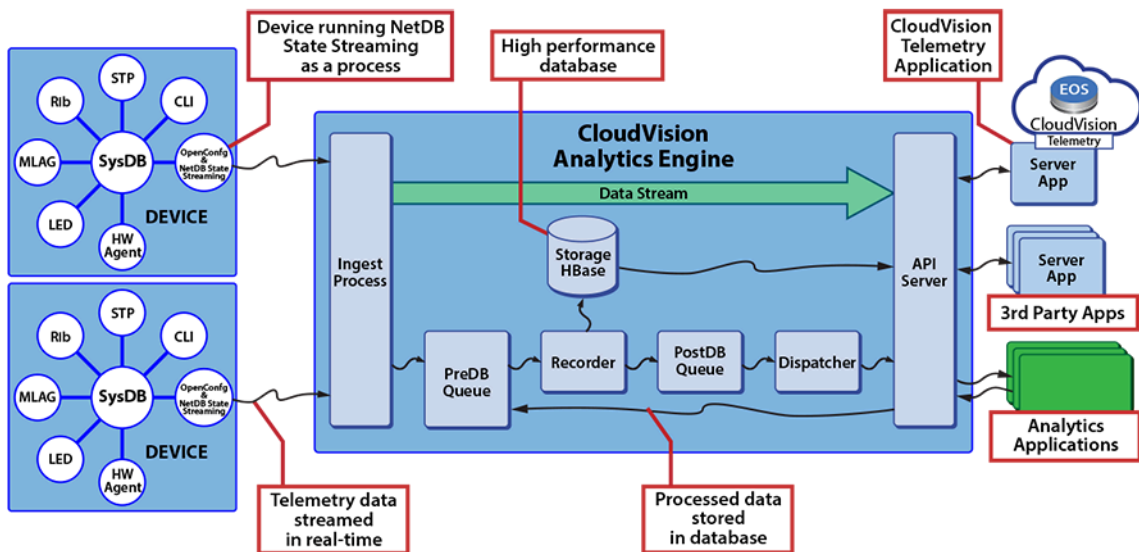 Device running NetDB
State Streaming
as a process
High performance
database
CloudVision
Telemetry
Application
EOS
CloudVision
Telemetry
Server
App
STP
RIb
CLI
MLAG
SysDB
OpenConfg
&
NetDB State
Streaming
LED
DEVICE
HW
Agent
CloudVision
Analytics Engine
Data Stream
Ingest
Process
Storage
HBase
API
Server
Server
App
3rd Party Apps
STP
RIb
CLI
MLAG
SysDB
OpenConfg
&
NetDB State
Streaming
LED
DEVICE
HW
Agent
PreDB
Queue
Recorder
PostDB
Queue
Dispatcher
Analytics
Applications
Telemetry data
streamed
in real-time
Processed data
stored
in database